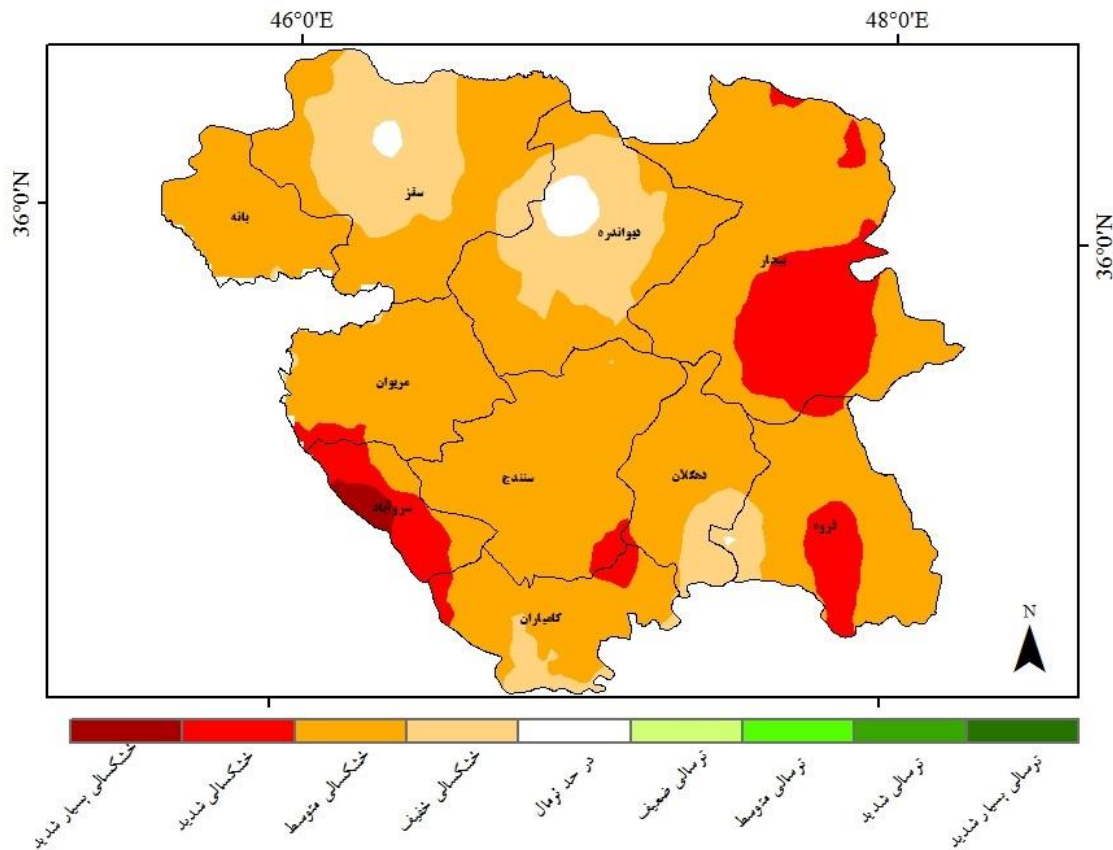 46°0'E
48°0'E
36°0'N
36°0'N
سقز
بانه
دیواندره
بیجار
مریوان
سنندج
دهگلان
سروآباد
قروه
کامیاران
N
خشکسالی بسیار شدید
خشکسالی شدید
خشکسالی متوسط
خشکسالی خفیف
در حد نرمال
ترسالی ضعیف
ترسالی متوسط
ترسالی شدید
ترسالی بسیار شدید